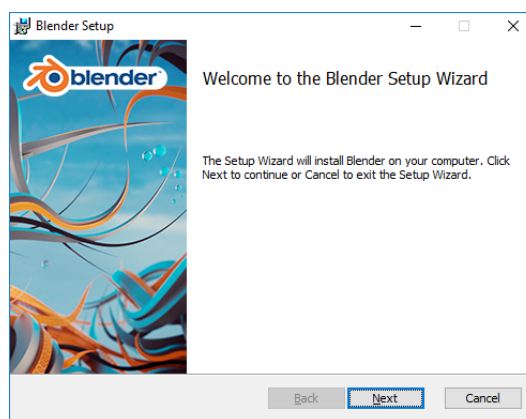 Blender Setup
blender
Welcome to the Blender Setup Wizard
The Setup Wizard will install Blender on your computer. Click
Next to continue or Cancel to exit the Setup Wizard.
Back Next Cancel